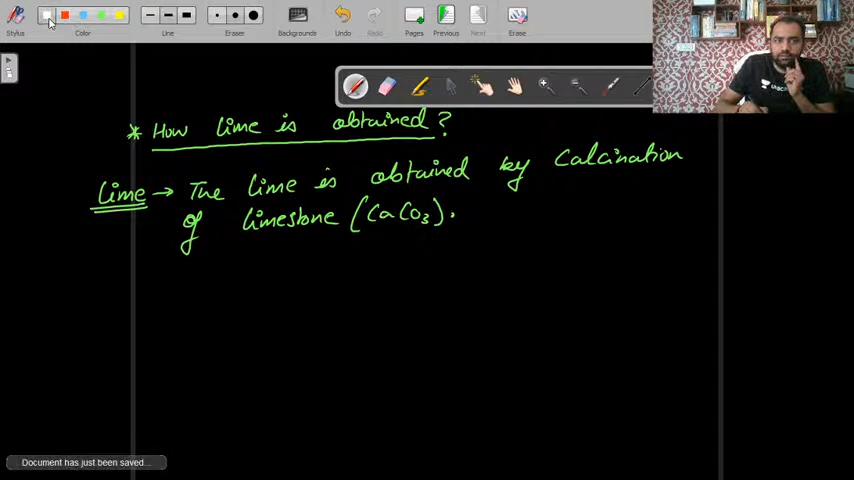 Stylus
Color
Line
Eraser
Backgrounds
Undo
Redo
Pages
Previous
Next
Erase
* How lime is obtained?
lime → The lime is obtained by Calcination
of limestone (CaCO3).
Document has just been saved...